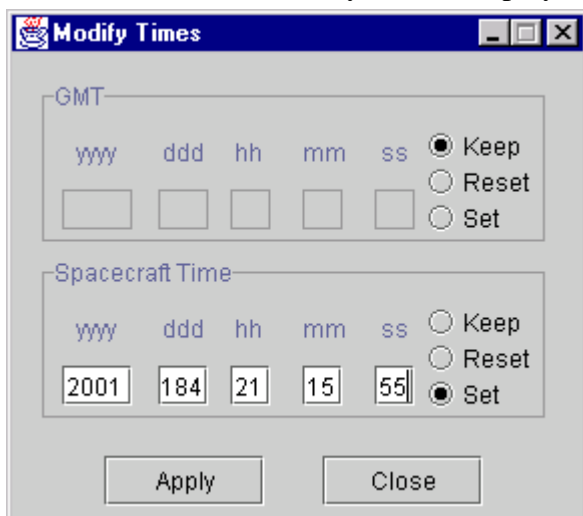 Modify Times
GMT
yyyy ddd hh mm ss Keep
Reset
Set
Spacecraft Time
yyyy ddd hh mm ss Keep
Reset
2001 184 21 15 55 Set
Apply Close